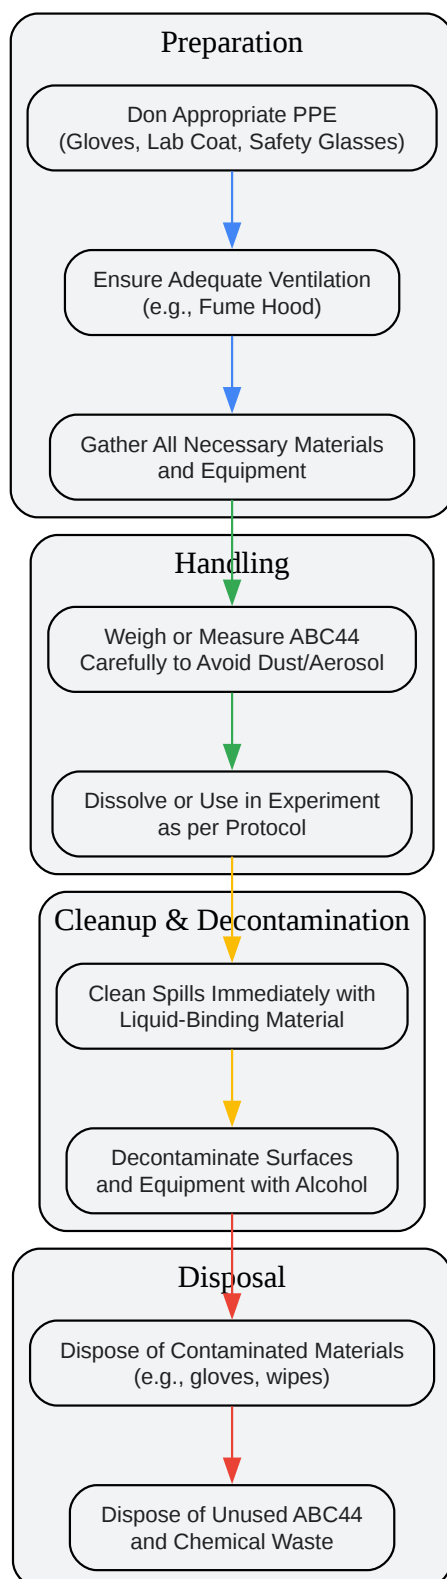 Preparation
Don Appropriate PPE
(Gloves, Lab Coat, Safety Glasses)
Ensure Adequate Ventilation
(e.g., Fume Hood)
Gather All Necessary Materials
and Equipment
Handling
Weigh or Measure ABC44
Carefully to Avoid Dust/Aerosol
Dissolve or Use in Experiment
as per Protocol
Cleanup & Decontamination
Clean Spills Immediately with
Liquid-Binding Material
Decontaminate Surfaces
and Equipment with Alcohol
Disposal
Dispose of Contaminated Materials
(e.g., gloves, wipes)
Dispose of Unused ABC44
and Chemical Waste